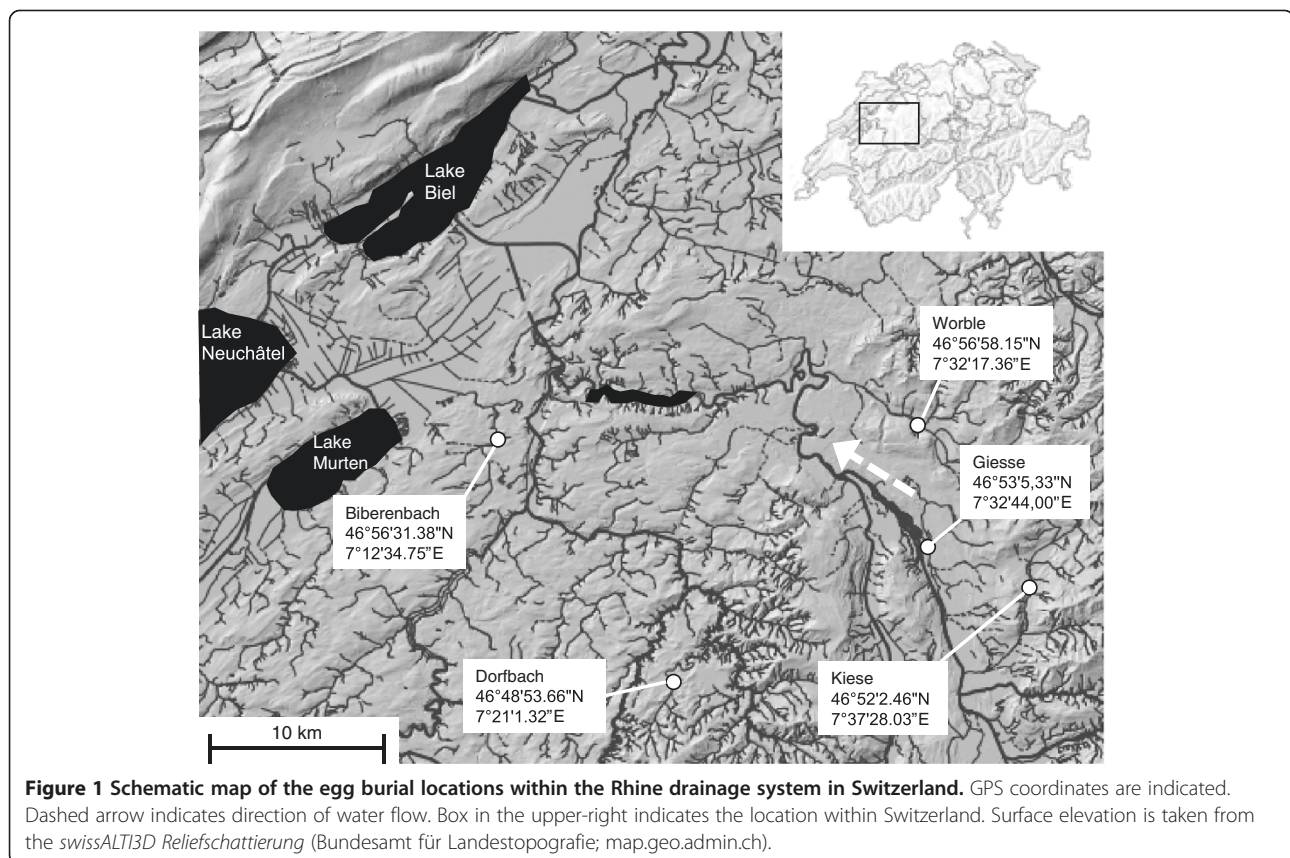 Lake
Biel
Lake
Neuchâtel
Lake
Murten
Worble
46°56'58.15"N
7°32'17.36”E
Giesse
46°53'5,33"N
7°32'44,00”E
Biberenbach
46°56'31.38"N
7°12'34.75”E
Dorfbach
46°48'53.66"N
7°21'1.32”E
Kiese
46°52'2.46"N
7°37'28.03”E
10 km
Figure 1 Schematic map of the egg burial locations within the Rhine drainage system in Switzerland. GPS coordinates are indicated.
Dashed arrow indicates direction of water flow. Box in the upper-right indicates the location within Switzerland. Surface elevation is taken from
the swissALTI3D Reliefschattierung (Bundesamt für Landestopografie; map.geo.admin.ch).